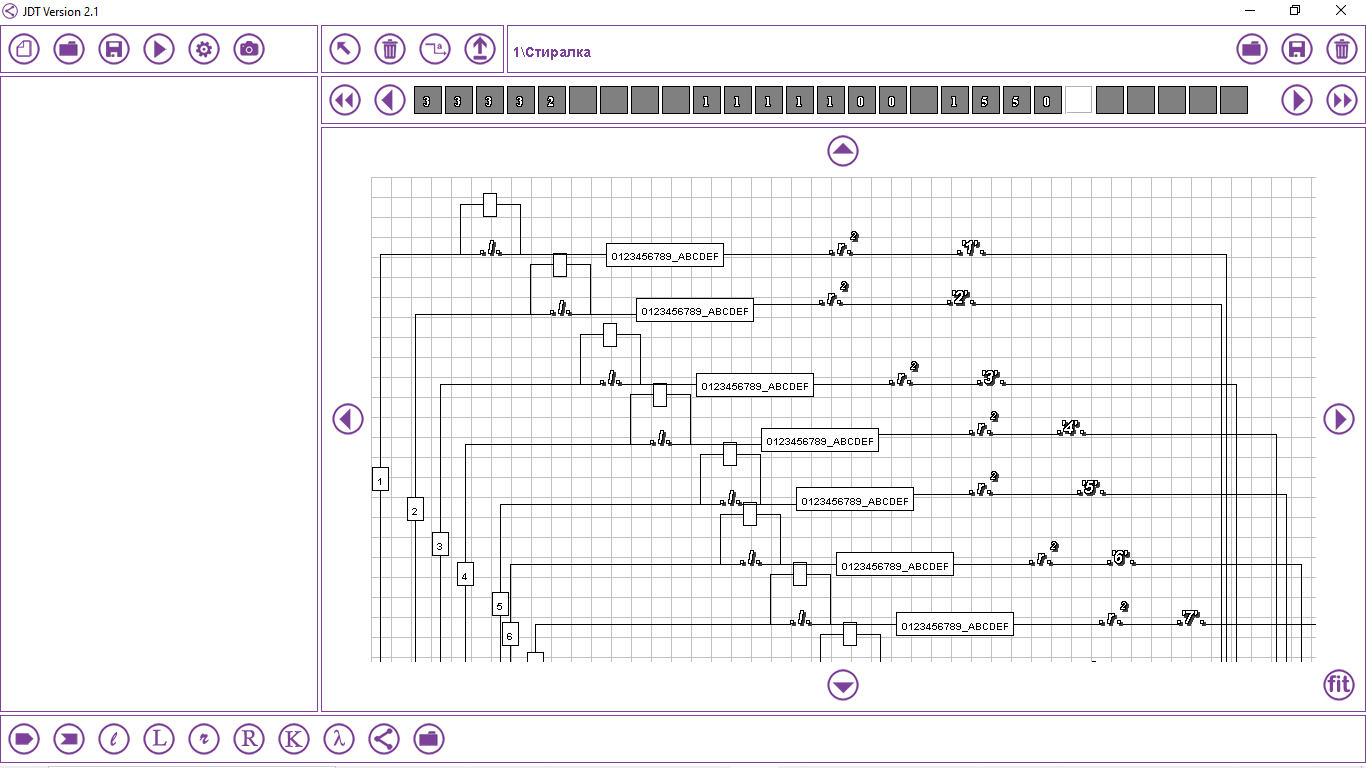 JDT Version 2.1
a
1\Стиралка
3 3 3 3 2 1 1 1 1 1 0 0 1 5 5 0
.l. 0123456789_ABCDEF .r. 2 .'1'.
.l. 0123456789_ABCDEF .r. 2 .'2'.
.l. 0123456789_ABCDEF .r. 2 .'3'.
.l. 0123456789_ABCDEF .r. 2 .'4'.
1
.l. 0123456789_ABCDEF .r. 2 .'5'.
2
3
.l. 0123456789_ABCDEF .r. 2 .'6'.
4
5
.l. 0123456789_ABCDEF .r. 2 .'7'.
6
fit
l L r R K λ